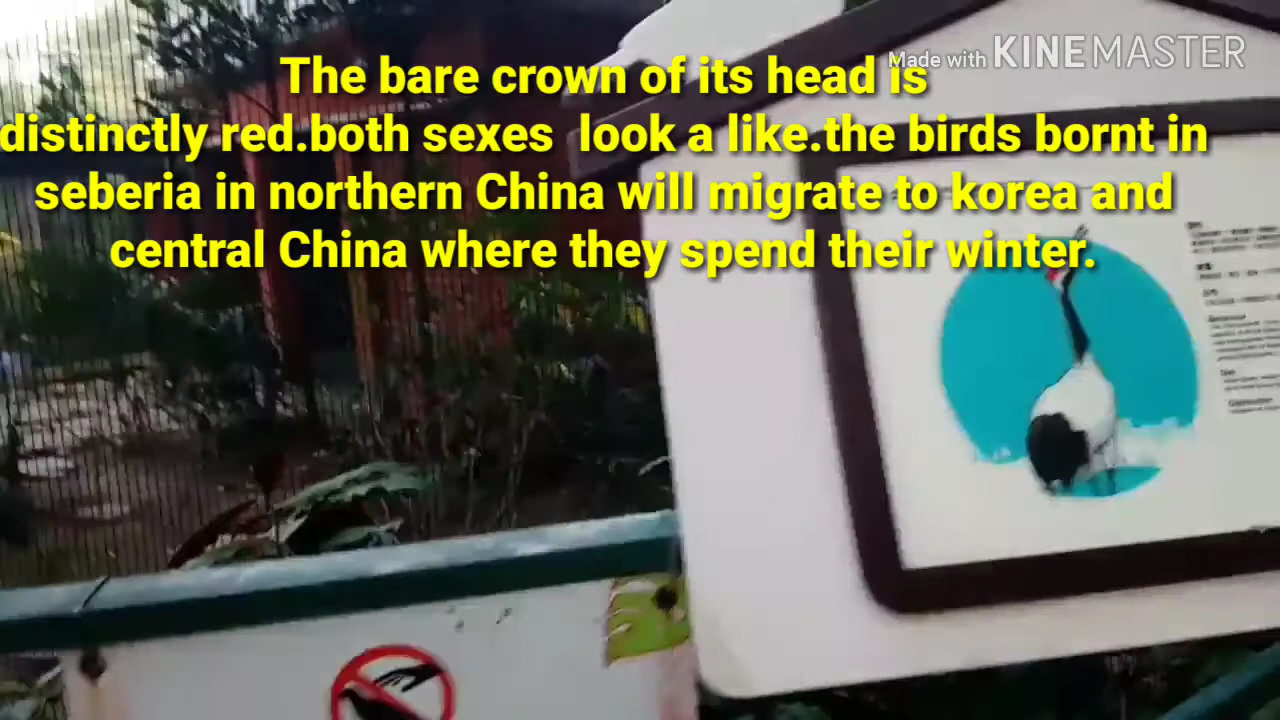 Made with KINEMASTER
The bare crown of its head is
distinctly red.both sexes look a like.the birds bornt in
seberia in northern China will migrate to korea and
central China where they spend their winter.